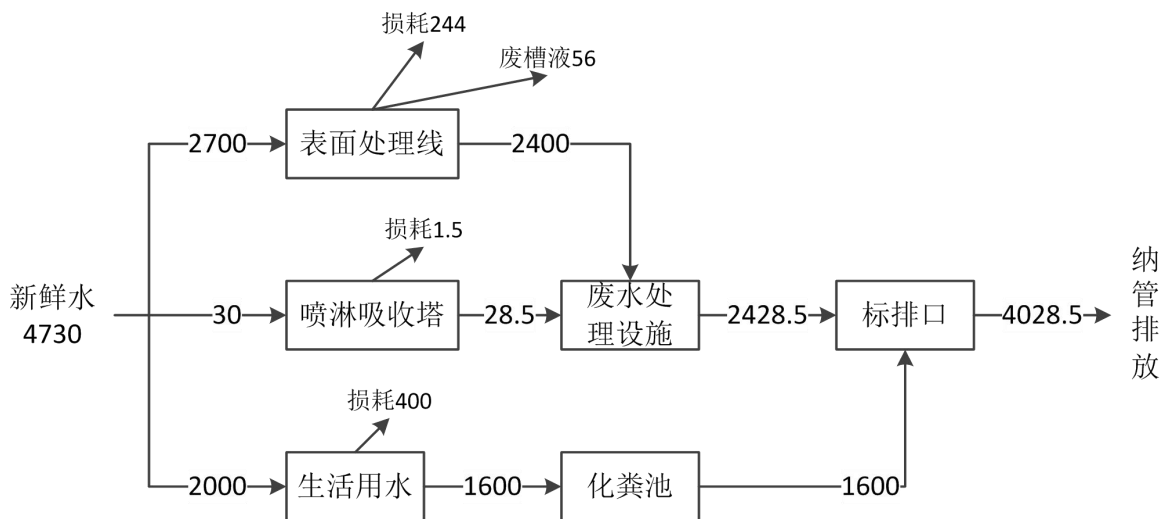 损耗244
废槽液56
2700
表面处理线
2400
损耗1.5
新鲜水
4730
30
喷淋吸收塔
28.5
废水处
理设施
2428.5
标排口
4028.5
纳
管
排
放
损耗400
2000
生活用水
1600
化粪池
1600